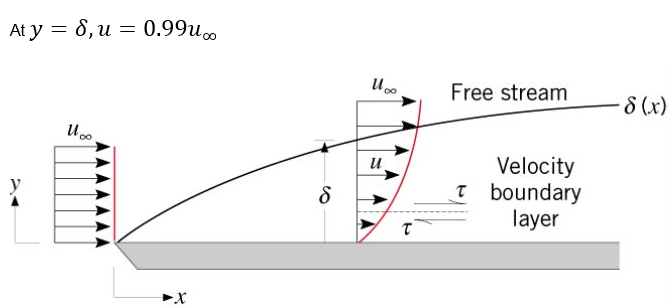 At y = δ, u = 0.99u∞
u∞
Free stream
δ(x)
u∞
u
Velocity
boundary
layer
τ
y
δ
τ
x